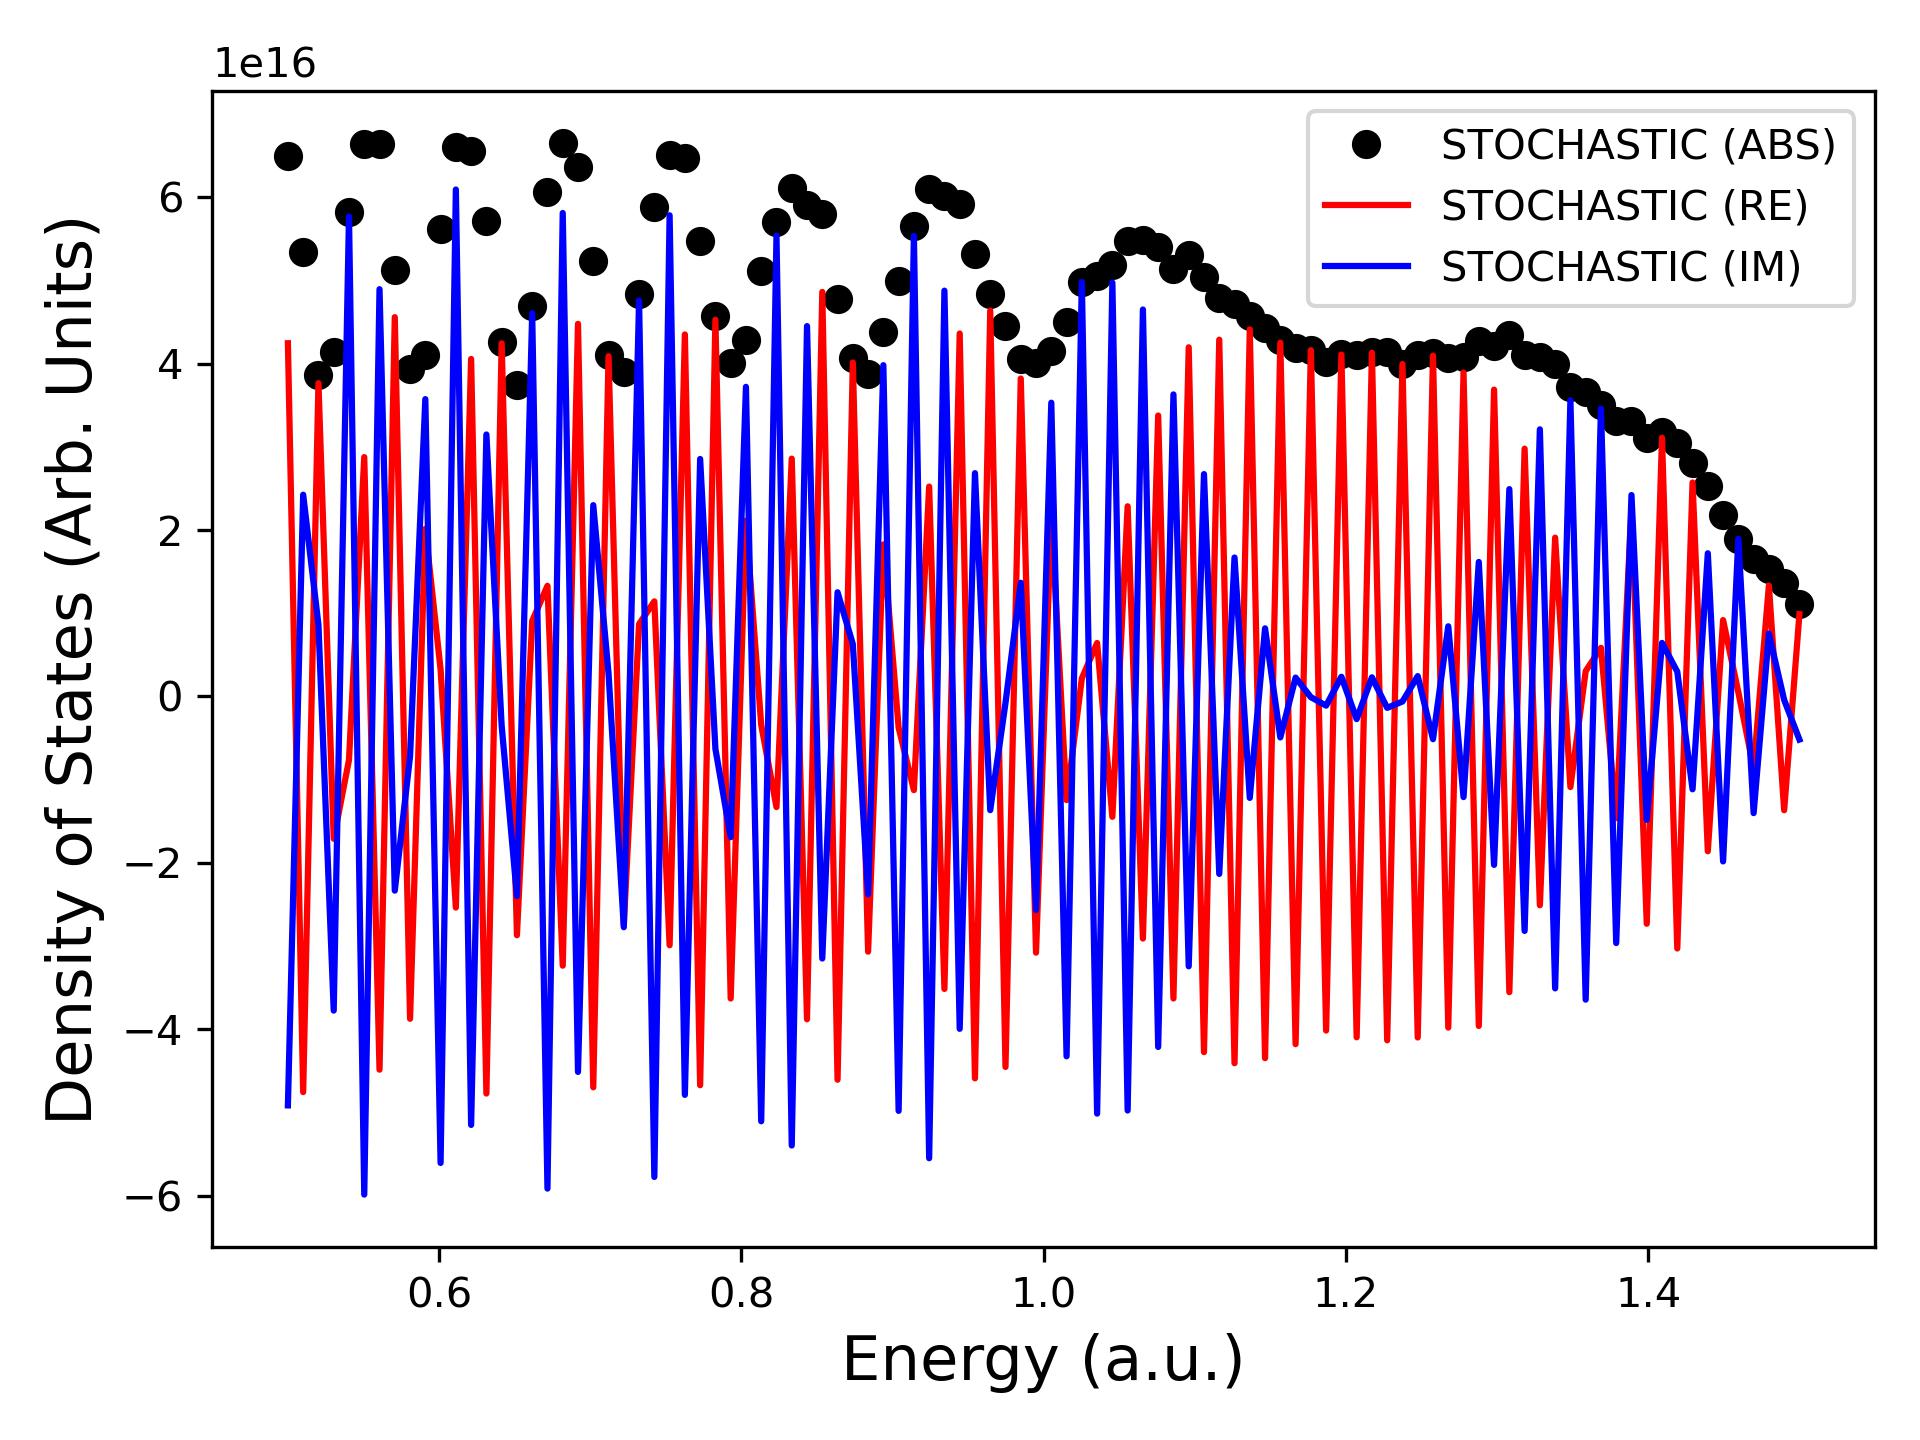 1e16
STOCHASTIC (ABS)
STOCHASTIC (RE)
STOCHASTIC (IM)
6
4
2
0
−2
−4
−6
Density of States (Arb. Units)
0.6 0.8 1.0 1.2 1.4
Energy (a.u.)